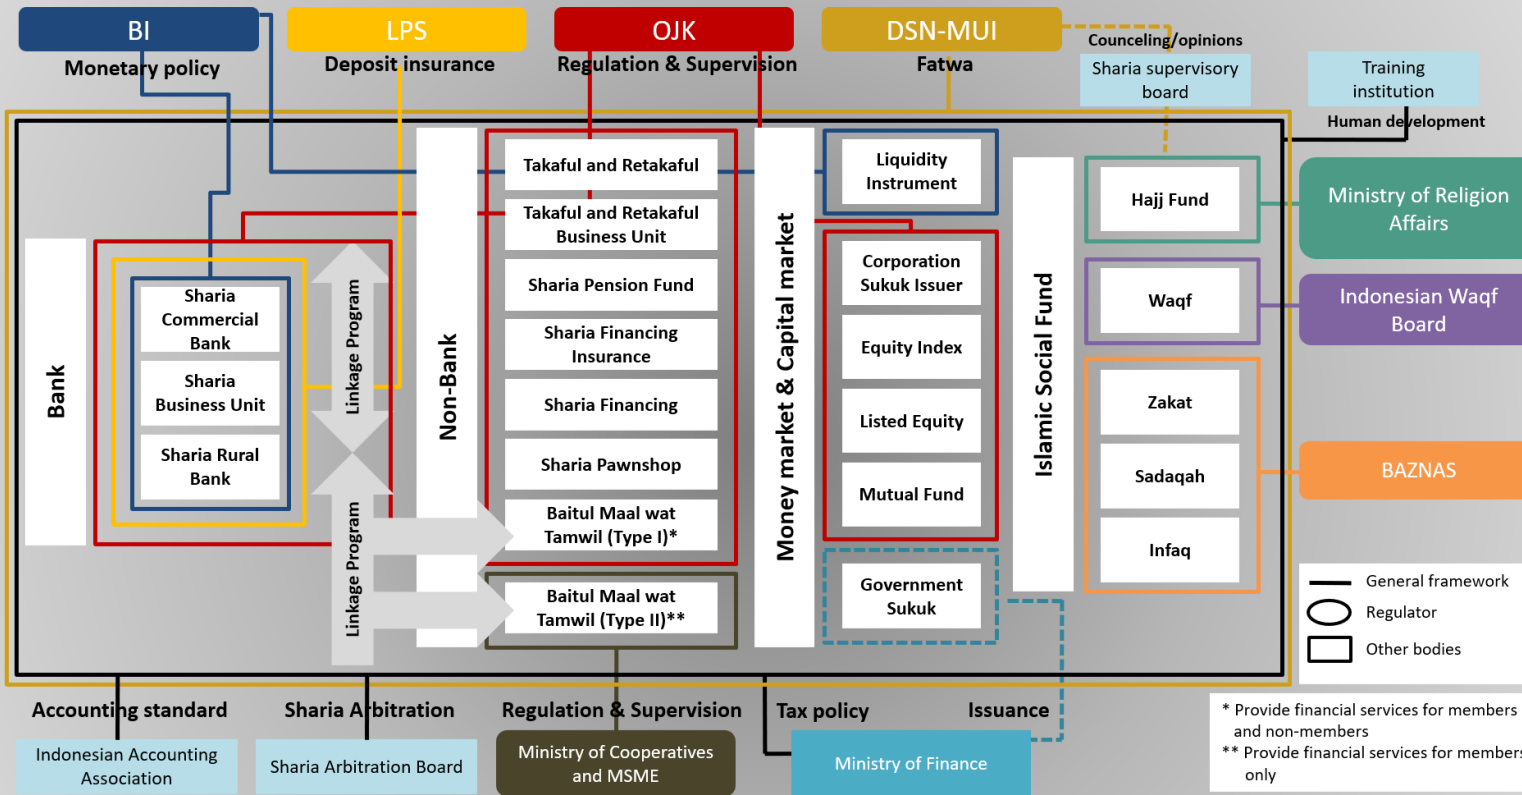 BI
LPS
OJK
DSN-MUI
Monetary policy
Deposit insurance
Regulation & Supervision
Fatwa
Counceling/opinions
Sharia supervisory
board
Training
institution
Human development
Bank
Sharia
Commercial
Bank
Sharia
Business Unit
Sharia Rural
Bank
Linkage Program
Linkage Program
Non-Bank
Takaful and Retakaful
Takaful and Retakaful
Business Unit
Sharia Pension Fund
Sharia Financing
Insurance
Sharia Financing
Sharia Pawnshop
Baitul Maal wat
Tamwil (Type I)*
Baitul Maal wat
Tamwil (Type II)**
Money market & Capital market
Liquidity
Instrument
Corporation
Sukuk Issuer
Equity Index
Listed Equity
Mutual Fund
Government
Sukuk
Islamic Social Fund
Hajj Fund
Waqf
Zakat
Sadaqah
Infaq
Ministry of Religion
Affairs
Indonesian Waqf
Board
BAZNAS
General framework
Regulator
Other bodies
Accounting standard
Sharia Arbitration
Regulation & Supervision
Tax policy
Issuance
Indonesian Accounting
Association
Sharia Arbitration Board
Ministry of Cooperatives
and MSME
Ministry of Finance
* Provide financial services for members
and non-members
** Provide financial services for members
only